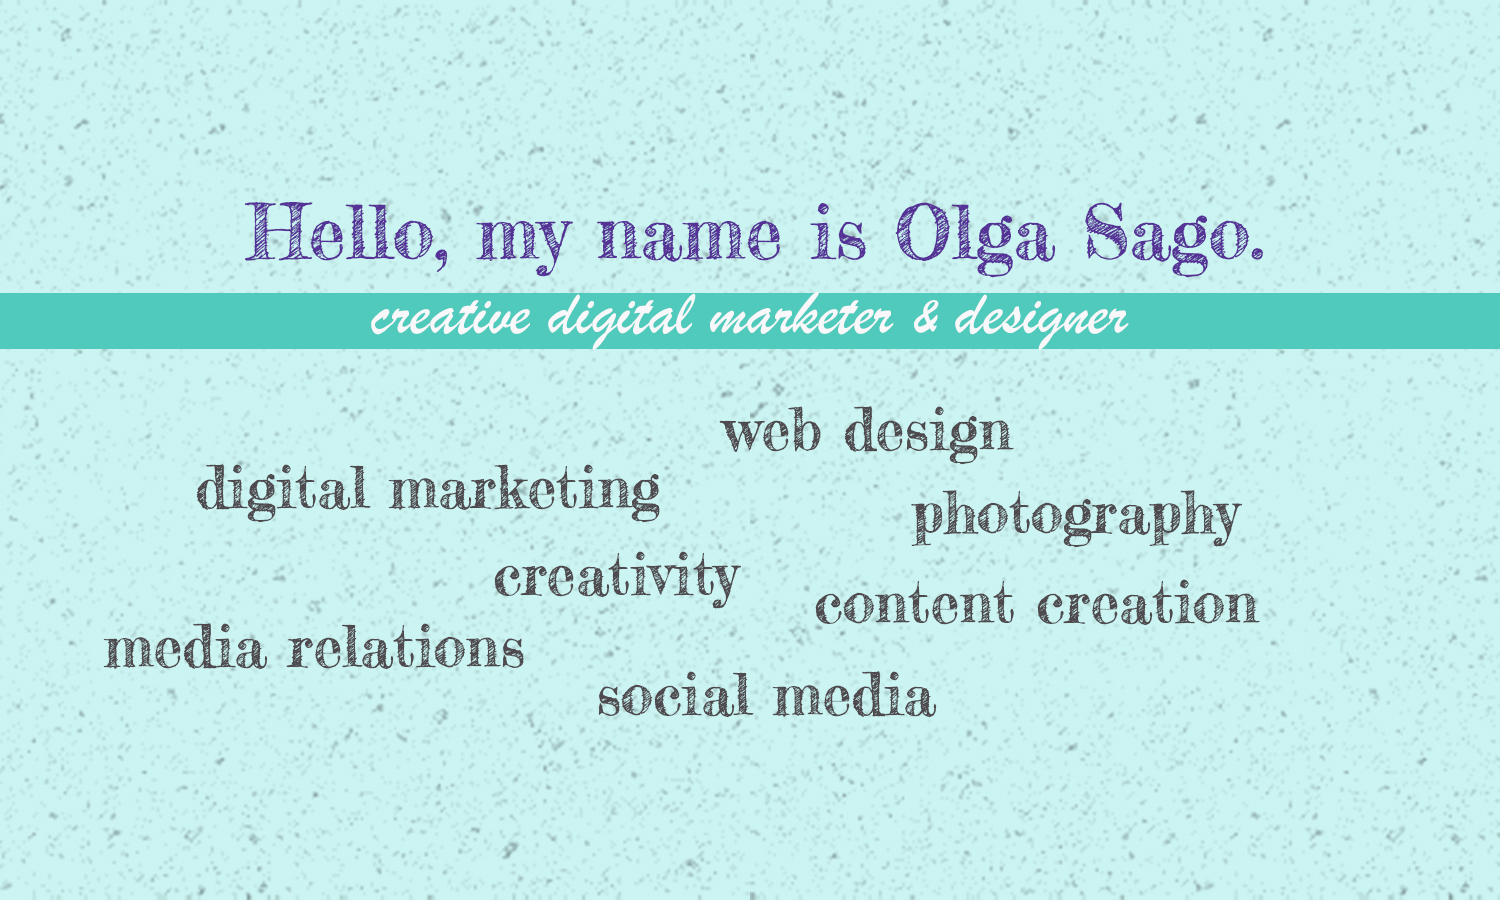 Hello, my name is Olga Sago.
creative digital marketer & designer
web design
digital marketing
photography
creativity
content creation
media relations
social media